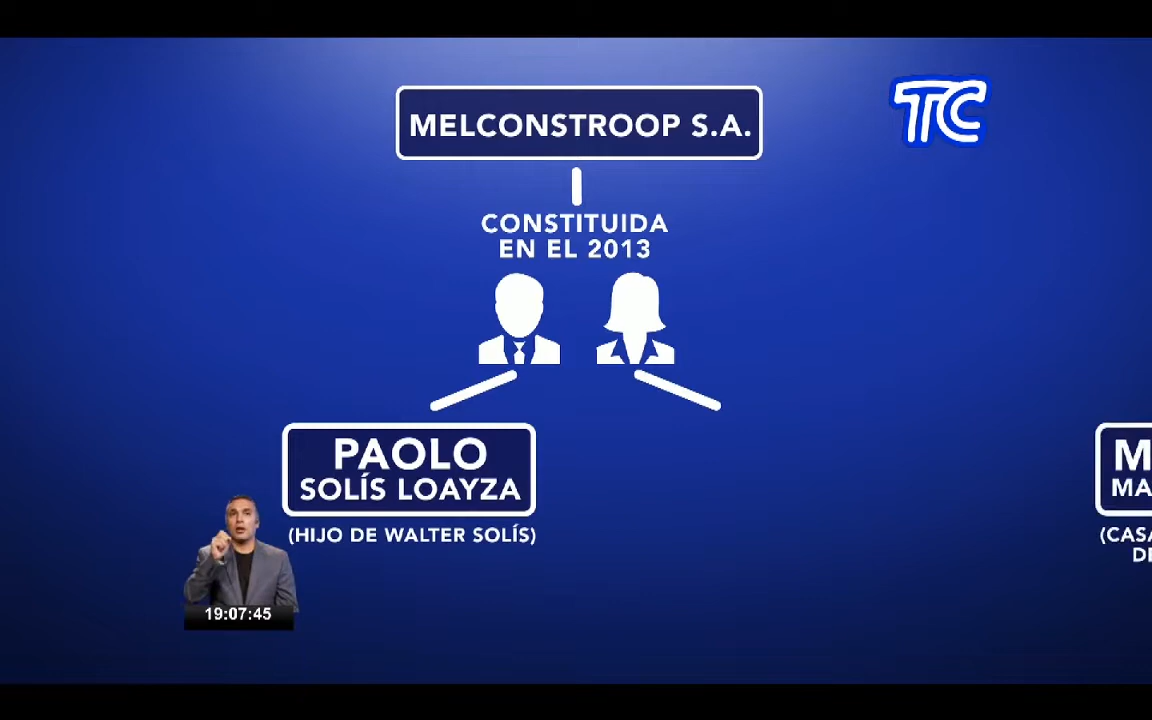 MELCONSTROOP S.A.
TC
CONSTITUIDA
EN EL 2013
PAOLO
SOLÍS LOAYZA
(HIJO DE WALTER SOLÍS)
19:07:45